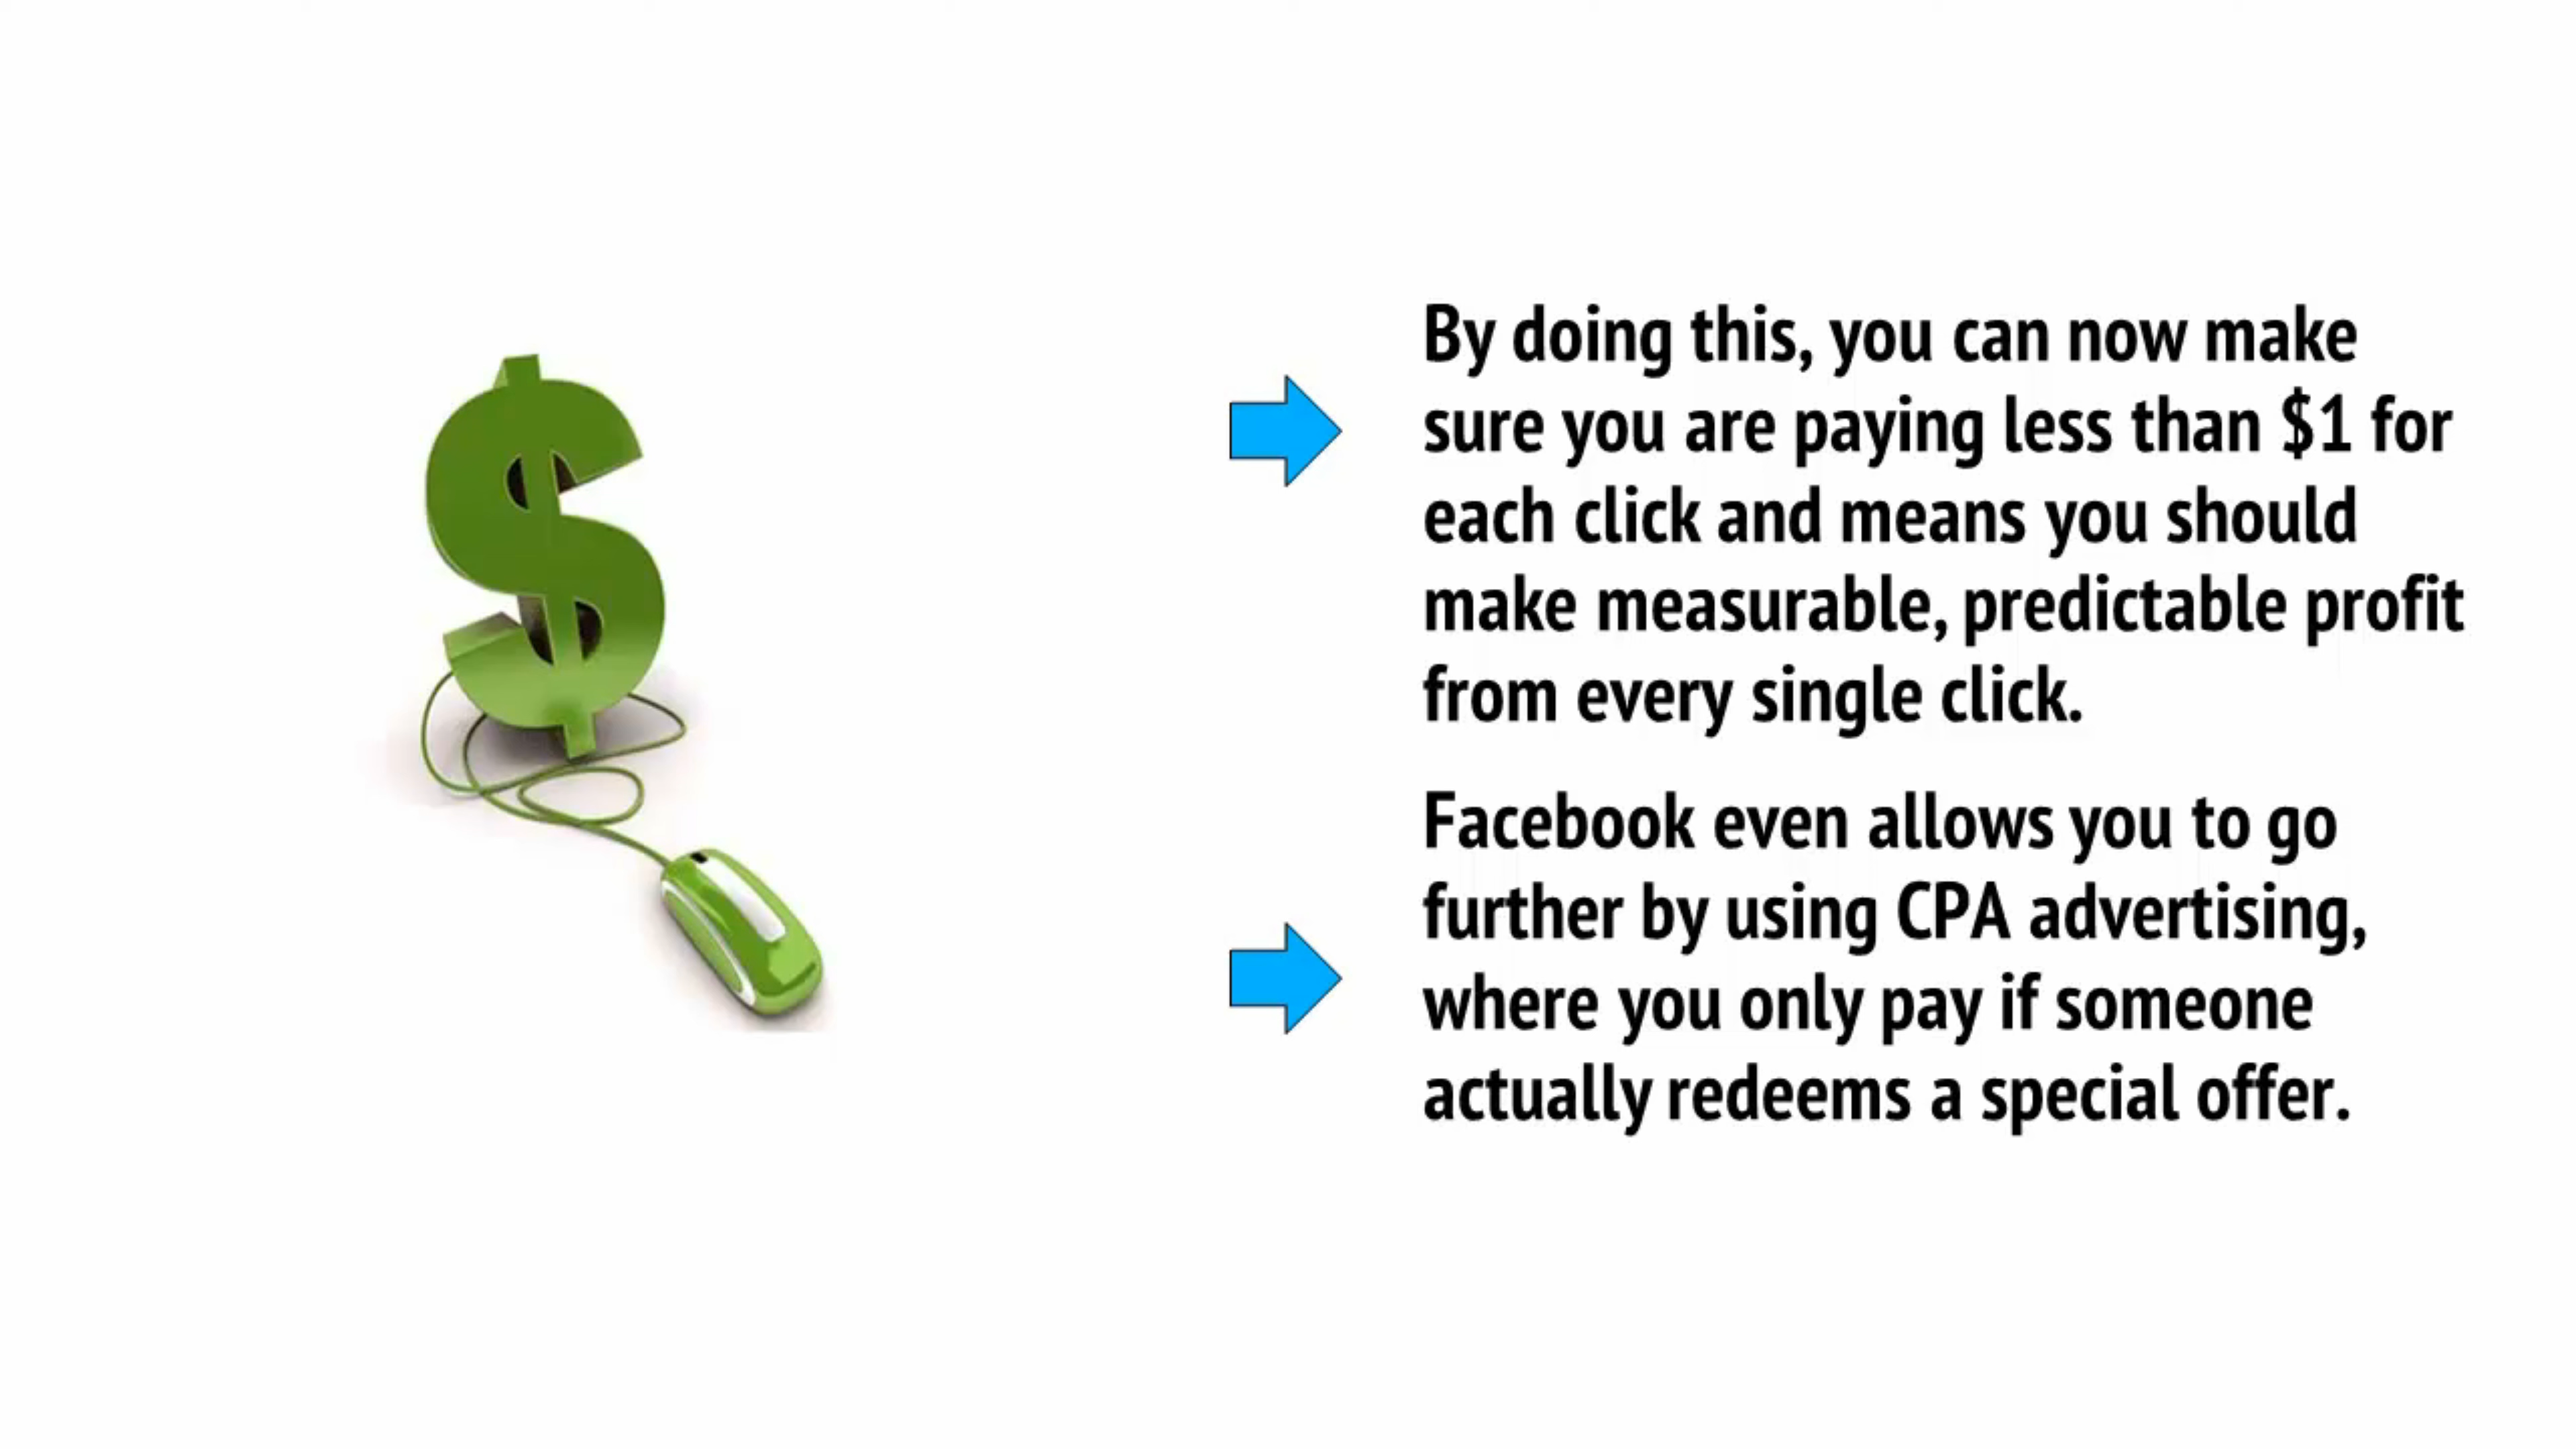 By doing this, you can now make
sure you are paying less than $1 for
each click and means you should
make measurable, predictable profit
from every single click.
Facebook even allows you to go
further by using CPA advertising,
where you only pay if someone
actually redeems a special offer.